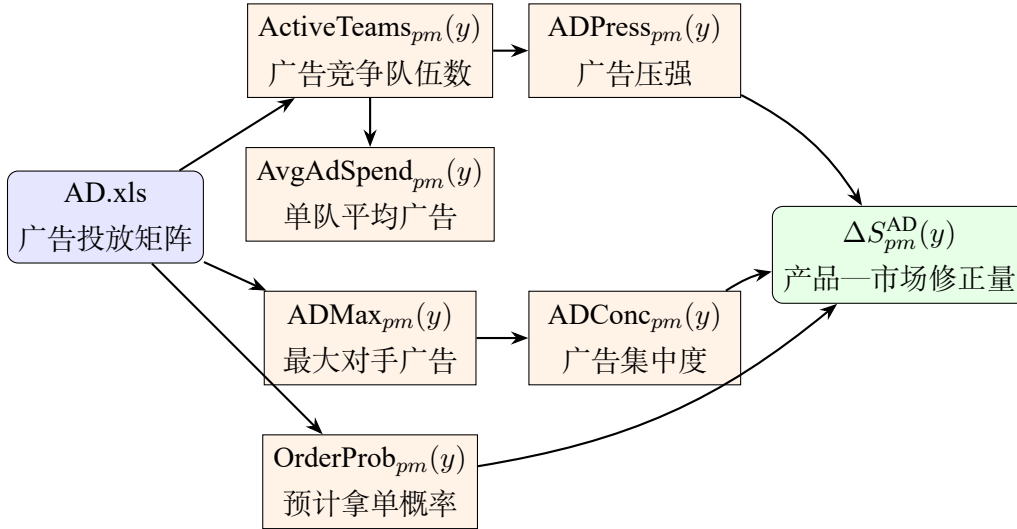 ActiveTeams_{pm}(y)
广告竞争队伍数
ADPress_{pm}(y)
广告压强
AvgAdSpend_{pm}(y)
单队平均广告
AD.xls
广告投放矩阵
ΔS^{AD}_{pm}(y)
产品—市场修正量
ADMax_{pm}(y)
最大对手广告
ADConc_{pm}(y)
广告集中度
OrderProb_{pm}(y)
预计拿单概率